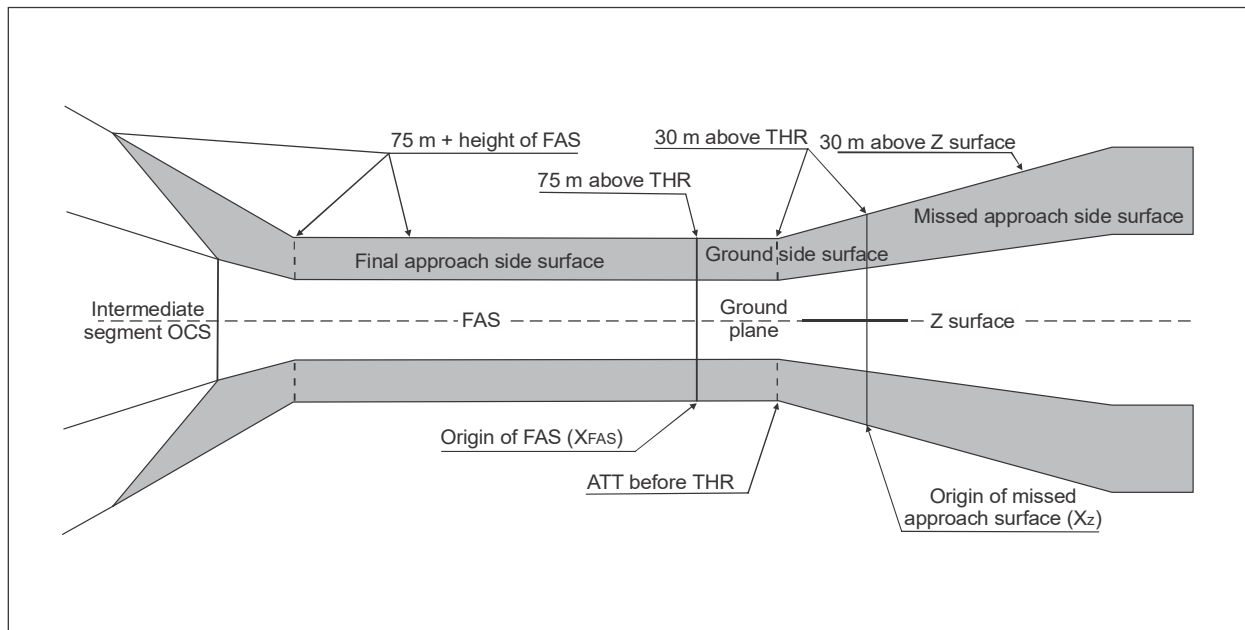 75 m + height of FAS
30 m above THR
30 m above Z surface
75 m above THR
Missed approach side surface
Final approach side surface
Ground side surface
Intermediate
segment OCS
FAS
Ground
plane
Z surface
Origin of FAS (XFAS)
ATT before THR
Origin of missed
approach surface (Xz)